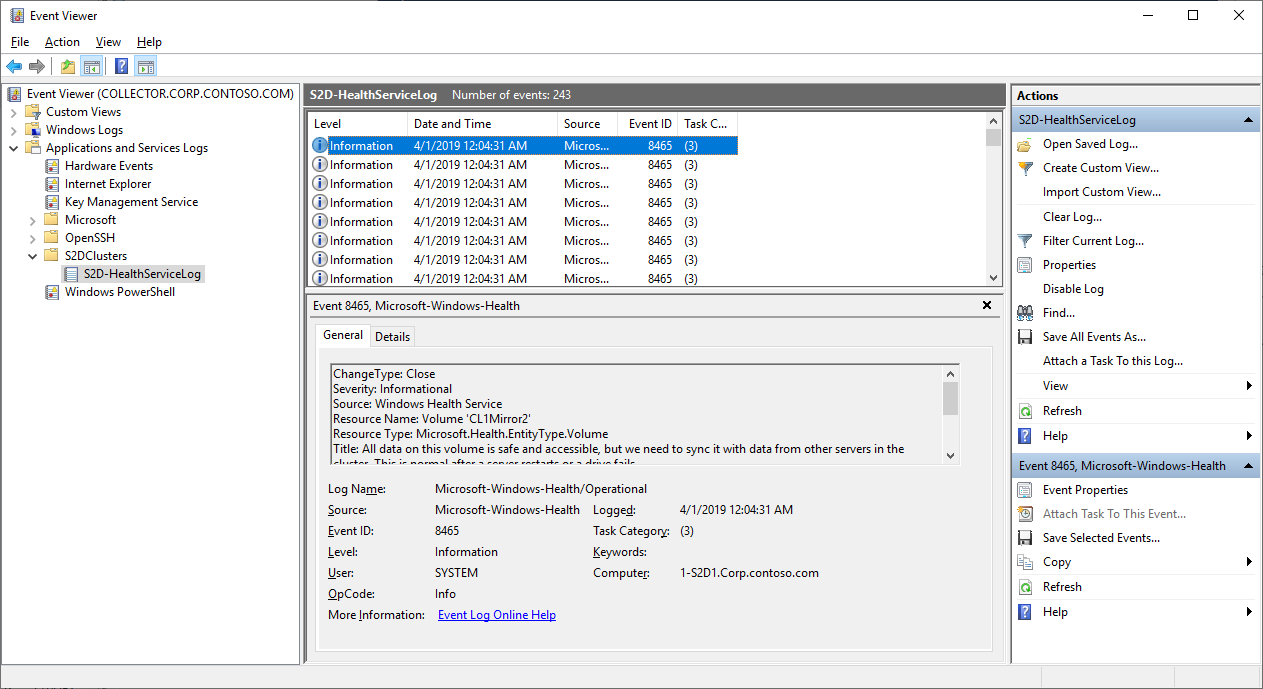 Event Viewer
File Action View Help
Event Viewer (COLLECTOR.CORP.CONTOSO.COM)
Custom Views
Windows Logs
Applications and Services Logs
Hardware Events
Internet Explorer
Key Management Service
Microsoft
OpenSSH
S2DClusters
S2D-HealthServiceLog
Windows PowerShell
S2D-HealthServiceLog Number of events: 243
Level Date and Time Source Event ID Task C...
Information 4/1/2019 12:04:31 AM Micros... 8465 (3)
Information 4/1/2019 12:04:31 AM Micros... 8465 (3)
Information 4/1/2019 12:04:31 AM Micros... 8465 (3)
Information 4/1/2019 12:04:31 AM Micros... 8465 (3)
Information 4/1/2019 12:04:31 AM Micros... 8465 (3)
Information 4/1/2019 12:04:31 AM Micros... 8465 (3)
Information 4/1/2019 12:04:31 AM Micros... 8465 (3)
Information 4/1/2019 12:04:31 AM Micros... 8465 (3)
Event 8465, Microsoft-Windows-Health
General Details
ChangeType: Close
Severity: Informational
Source: Windows Health Service
Resource Name: Volume 'CL1Mirror2'
Resource Type: Microsoft.Health.EntityType.Volume
Title: All data on this volume is safe and accessible, but we need to sync it with data from other servers in the
cluster. This is normal after a server restarts or a drive fails.
Log Name: Microsoft-Windows-Health/Operational
Source: Microsoft-Windows-Health Logged: 4/1/2019 12:04:31 AM
Event ID: 8465 Task Category: (3)
Level: Information Keywords:
User: SYSTEM Computer: 1-S2D1.Corp.contoso.com
OpCode: Info
More Information: Event Log Online Help
Actions
S2D-HealthServiceLog
Open Saved Log...
Create Custom View...
Import Custom View...
Clear Log...
Filter Current Log...
Properties
Disable Log
Find...
Save All Events As...
Attach a Task To this Log...
View
Refresh
Help
Event 8465, Microsoft-Windows-Health
Event Properties
Attach Task To This Event...
Save Selected Events...
Copy
Refresh
Help